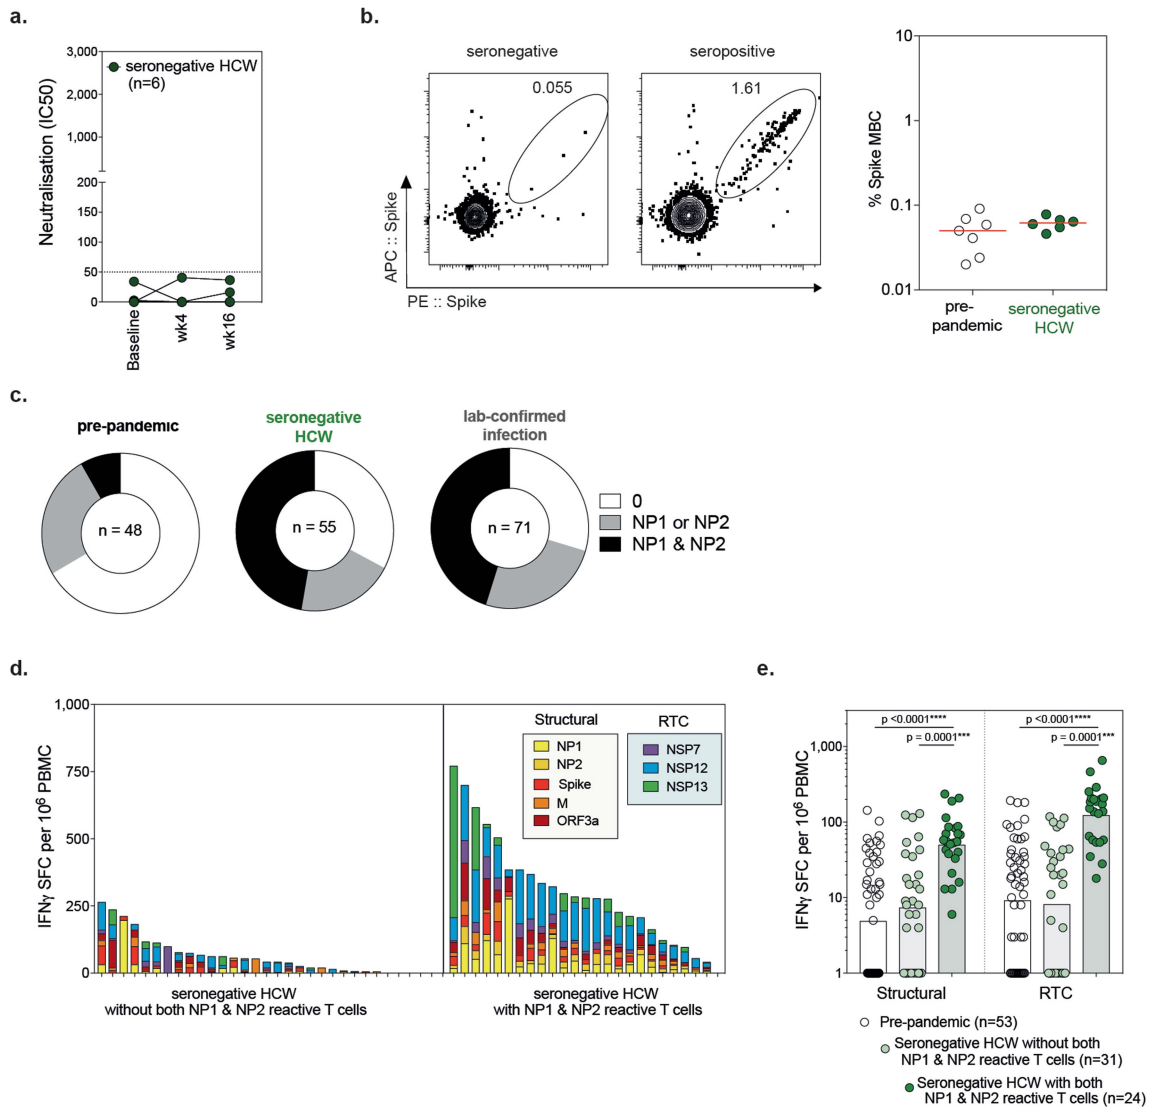 a.
3,000
2,000
1,000
200
150
100
50
0
Neutralisation (IC50)
seronegative HCW
(n=6)
Baseline
wk4
wk16
b.
seronegative
seropositive
0.055
1.61
APC :: Spike
PE :: Spike
% Spike MBC
10
1
0.1
0.01
pre-
pandemic
seronegative
HCW
c.
pre-pandemic
n = 48
seronegative
HCW
n = 55
lab-confirmed
infection
n = 71
0
NP1 or NP2
NP1 & NP2
d.
IFNγ SFC per 10⁶ PBMC
1,000
750
500
250
0
Structural
NP1
NP2
Spike
M
ORF3a
RTC
NSP7
NSP12
NSP13
seronegative HCW
without both NP1 & NP2 reactive T cells
seronegative HCW
with NP1 & NP2 reactive T cells
e.
IFNγ SFC per 10⁶ PBMC
1,000
100
10
1
p <0.0001****
p = 0.0001***
p <0.0001****
p = 0.0001***
Structural
RTC
Pre-pandemic (n=53)
Seronegative HCW without both
NP1 & NP2 reactive T cells (n=31)
Seronegative HCW with both
NP1 & NP2 reactive T cells (n=24)